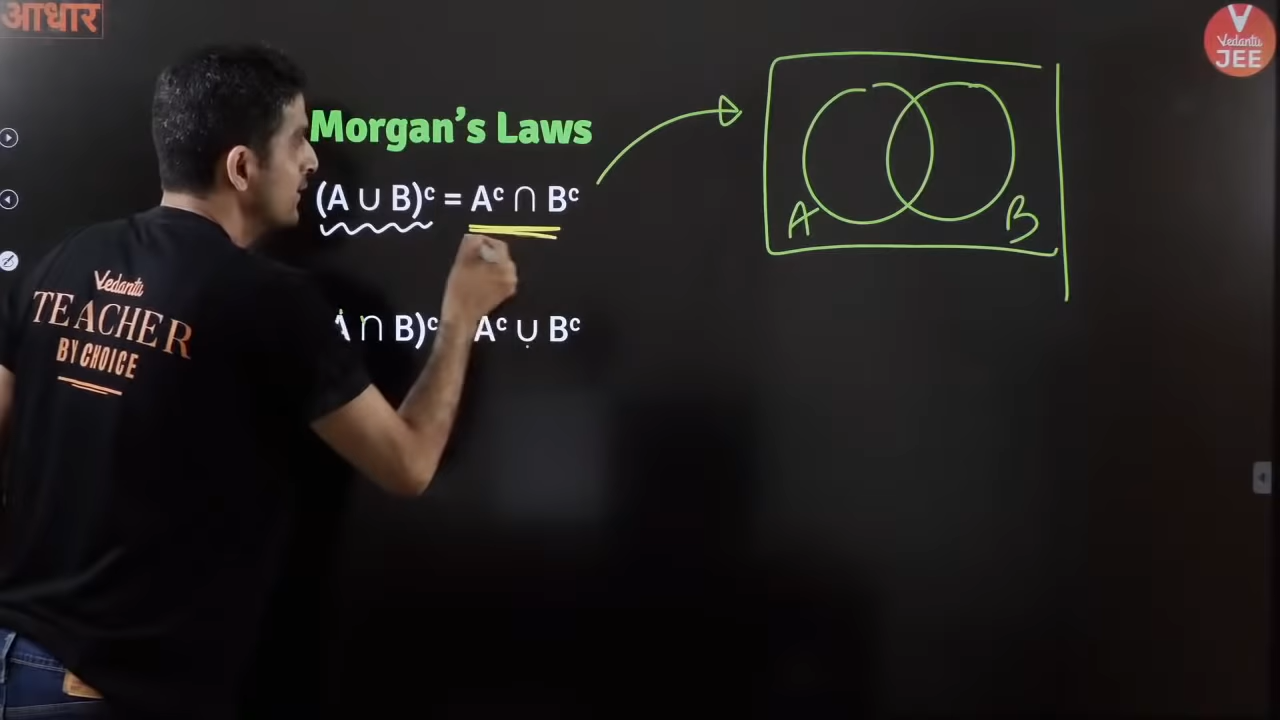 आधार
Vedantu
JEE
Morgan's Laws
(A ∪ B)ᶜ = Aᶜ ∩ Bᶜ
A ∩ B)ᶜ Aᶜ ∪ Bᶜ
A
B
Vedantu
TEACHER
BY CHOICE